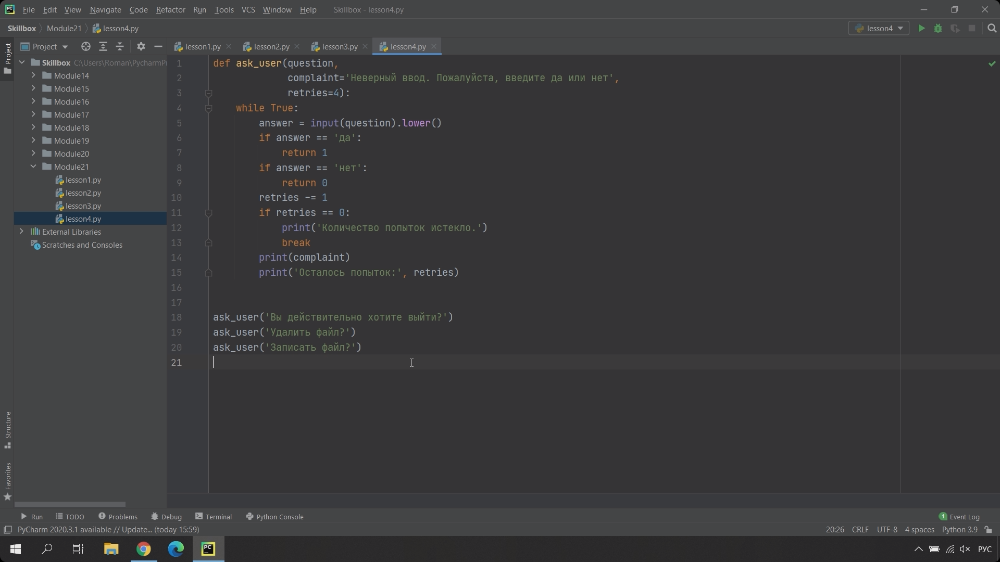 File Edit View Navigate Code Refactor Run Tools VCS Window Help Skillbox - lesson4.py
Skillbox Module21 lesson4.py lesson4
Project lesson1.py lesson2.py lesson3.py lesson4.py
Project
Skillbox C:\Users\Roman\PycharmPr
Module14
Module15
Module16
Module17
Module18
Module19
Module20
Module21
lesson1.py
lesson2.py
lesson3.py
lesson4.py
External Libraries
Scratches and Consoles
1 def ask_user(question,
2 complaint='Неверный ввод. Пожалуйста, введите да или нет',
3 retries=4):
4 while True:
5 answer = input(question).lower()
6 if answer == 'да':
7 return 1
8 if answer == 'нет':
9 return 0
10 retries -= 1
11 if retries == 0:
12 print('Количество попыток истекло.')
13 break
14 print(complaint)
15 print('Осталось попыток:', retries)
16
17
18 ask_user('Вы действительно хотите выйти?')
19 ask_user('Удалить файл?')
20 ask_user('Записать файл?')
21
Structure
Favorites
Run TODO Problems Debug Terminal Python Console 1 Event Log
PyCharm 2020.3.1 available // Update... (today 15:59) 20:26 CRLF UTF-8 4 spaces Python 3.9
PC РУС